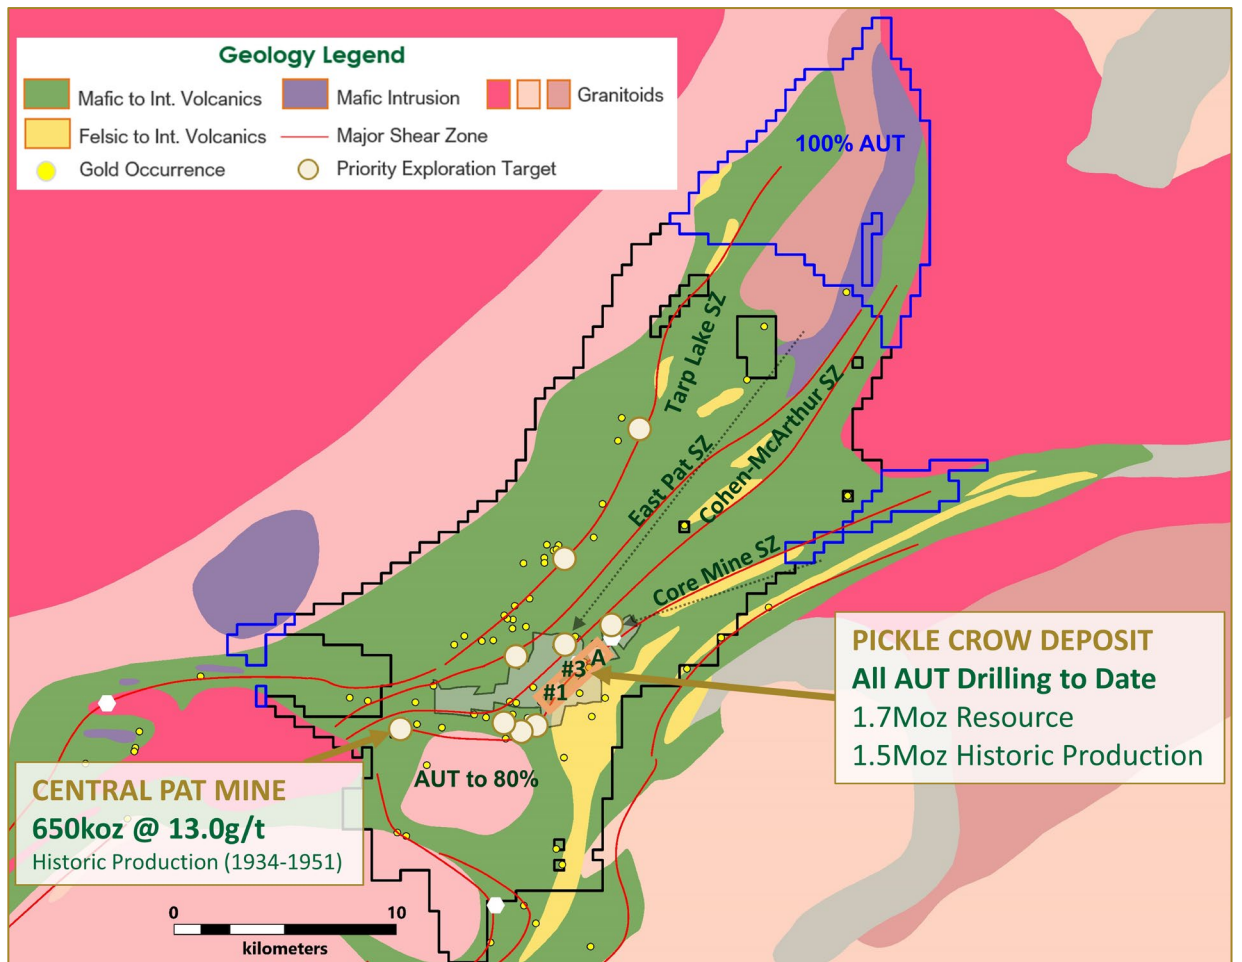 Geology Legend
Mafic to Int. Volcanics
Mafic Intrusion
Granitoids
Felsic to Int. Volcanics
Major Shear Zone
Gold Occurrence
Priority Exploration Target
100% AUT
Tarp Lake SZ
East Pat SZ
Cohen-McArthur SZ
Core Mine SZ
A
#3
#1
PICKLE CROW DEPOSIT
All AUT Drilling to Date
1.7Moz Resource
1.5Moz Historic Production
AUT to 80%
CENTRAL PAT MINE
650koz @ 13.0g/t
Historic Production (1934-1951)
0 10
kilometers